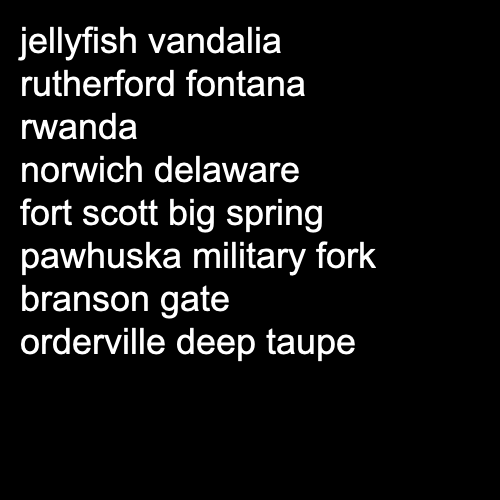 jellyfish vandalia
rutherford fontana
rwanda
norwich delaware
fort scott big spring
pawhuska military fork
branson gate
orderville deep taupe